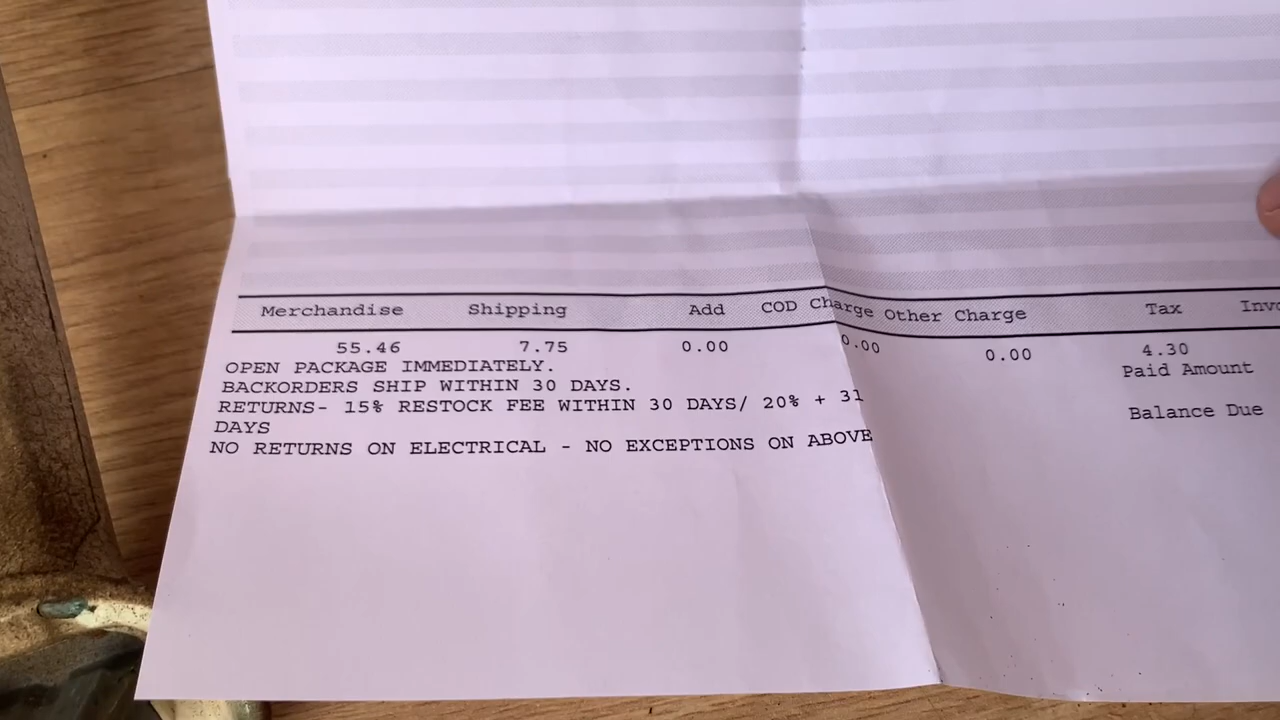 Merchandise Shipping Add COD Charge Other Charge Tax
55.46 7.75 0.00 0.00 0.00 4.30
OPEN PACKAGE IMMEDIATELY.
Paid Amount
BACKORDERS SHIP WITHIN 30 DAYS.
RETURNS- 15% RESTOCK FEE WITHIN 30 DAYS/ 20% + 31
Balance Due
DAYS
NO RETURNS ON ELECTRICAL - NO EXCEPTIONS ON ABOVE